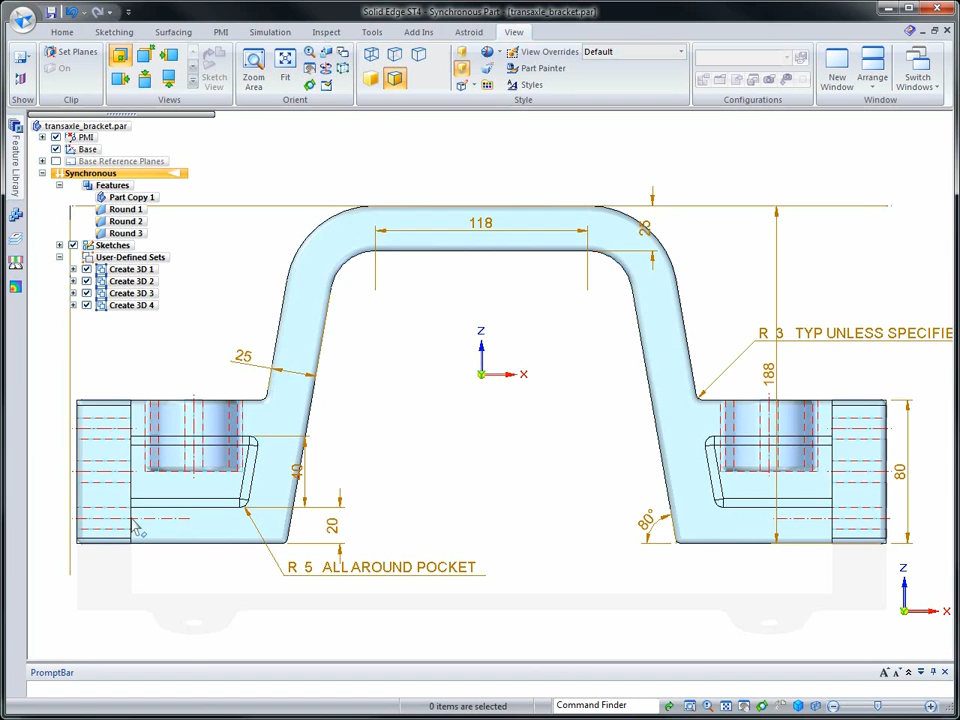 Solid Edge ST4 - Synchronous Part - [transaxle_bracket.par]
Home Sketching Surfacing PMI Simulation Inspect Tools Add Ins Astroid View
Set Planes
On
Show Clip
Views
Sketch View
Zoom Area
Fit
Orient
View Overrides
Default
Part Painter
Styles
Style
Configurations
New Window
Arrange
Switch Windows
Window
Feature Library
transaxle_bracket.par
PMI
Base
Base Reference Planes
Synchronous
Features
Part Copy 1
Round 1
Round 2
Round 3
Sketches
User-Defined Sets
Create 3D 1
Create 3D 2
Create 3D 3
Create 3D 4
118
25
Z
X
25
R 3 TYP UNLESS SPECIFIE
188
40
80
20
80°
R 5 ALL AROUND POCKET
Z
X
PromptBar
0 items are selected
Command Finder